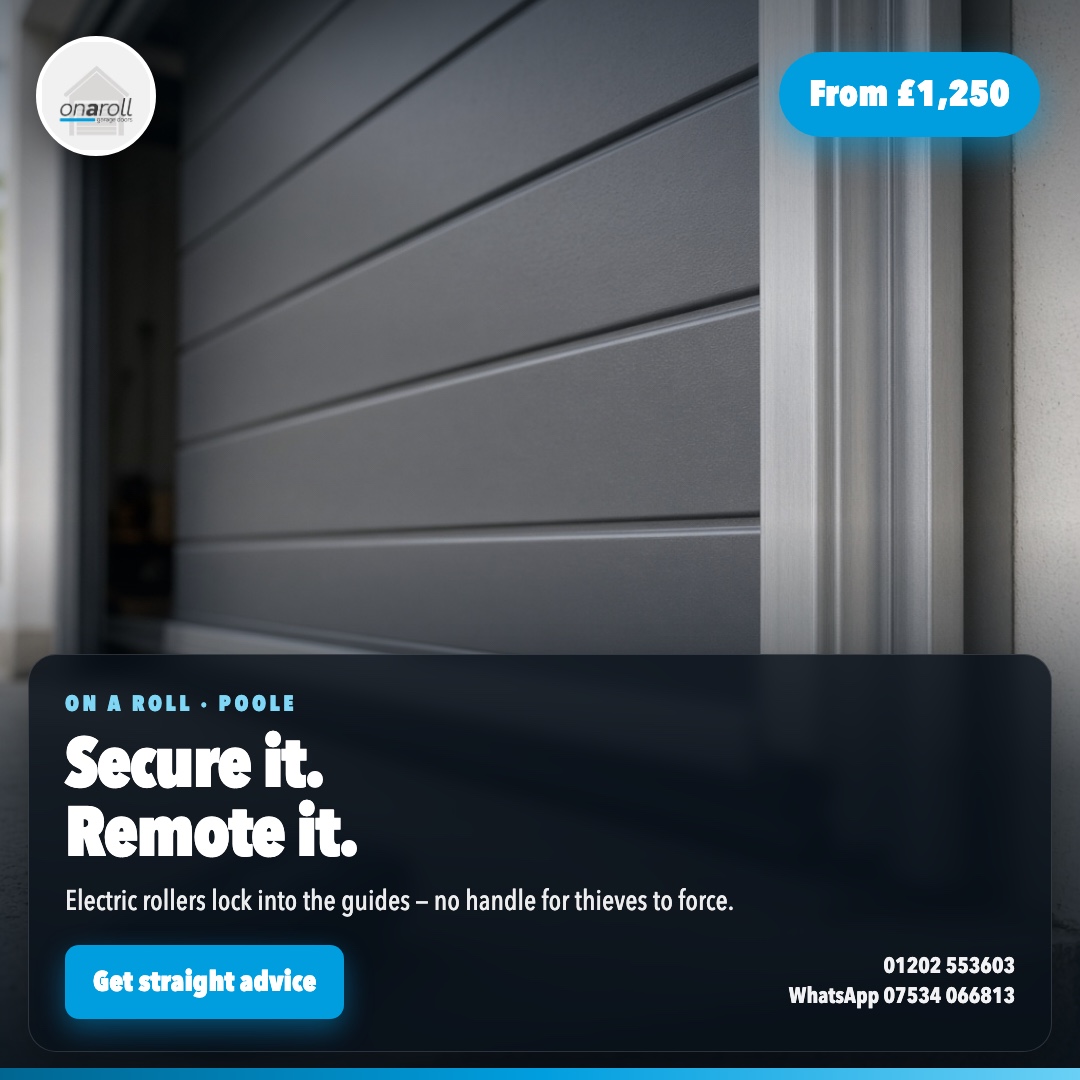 onaroll
garage doors
From £1,250
ON A ROLL · POOLE
Secure it.
Remote it.
Electric rollers lock into the guides – no handle for thieves to force.
Get straight advice
01202 553603
WhatsApp 07534 066813